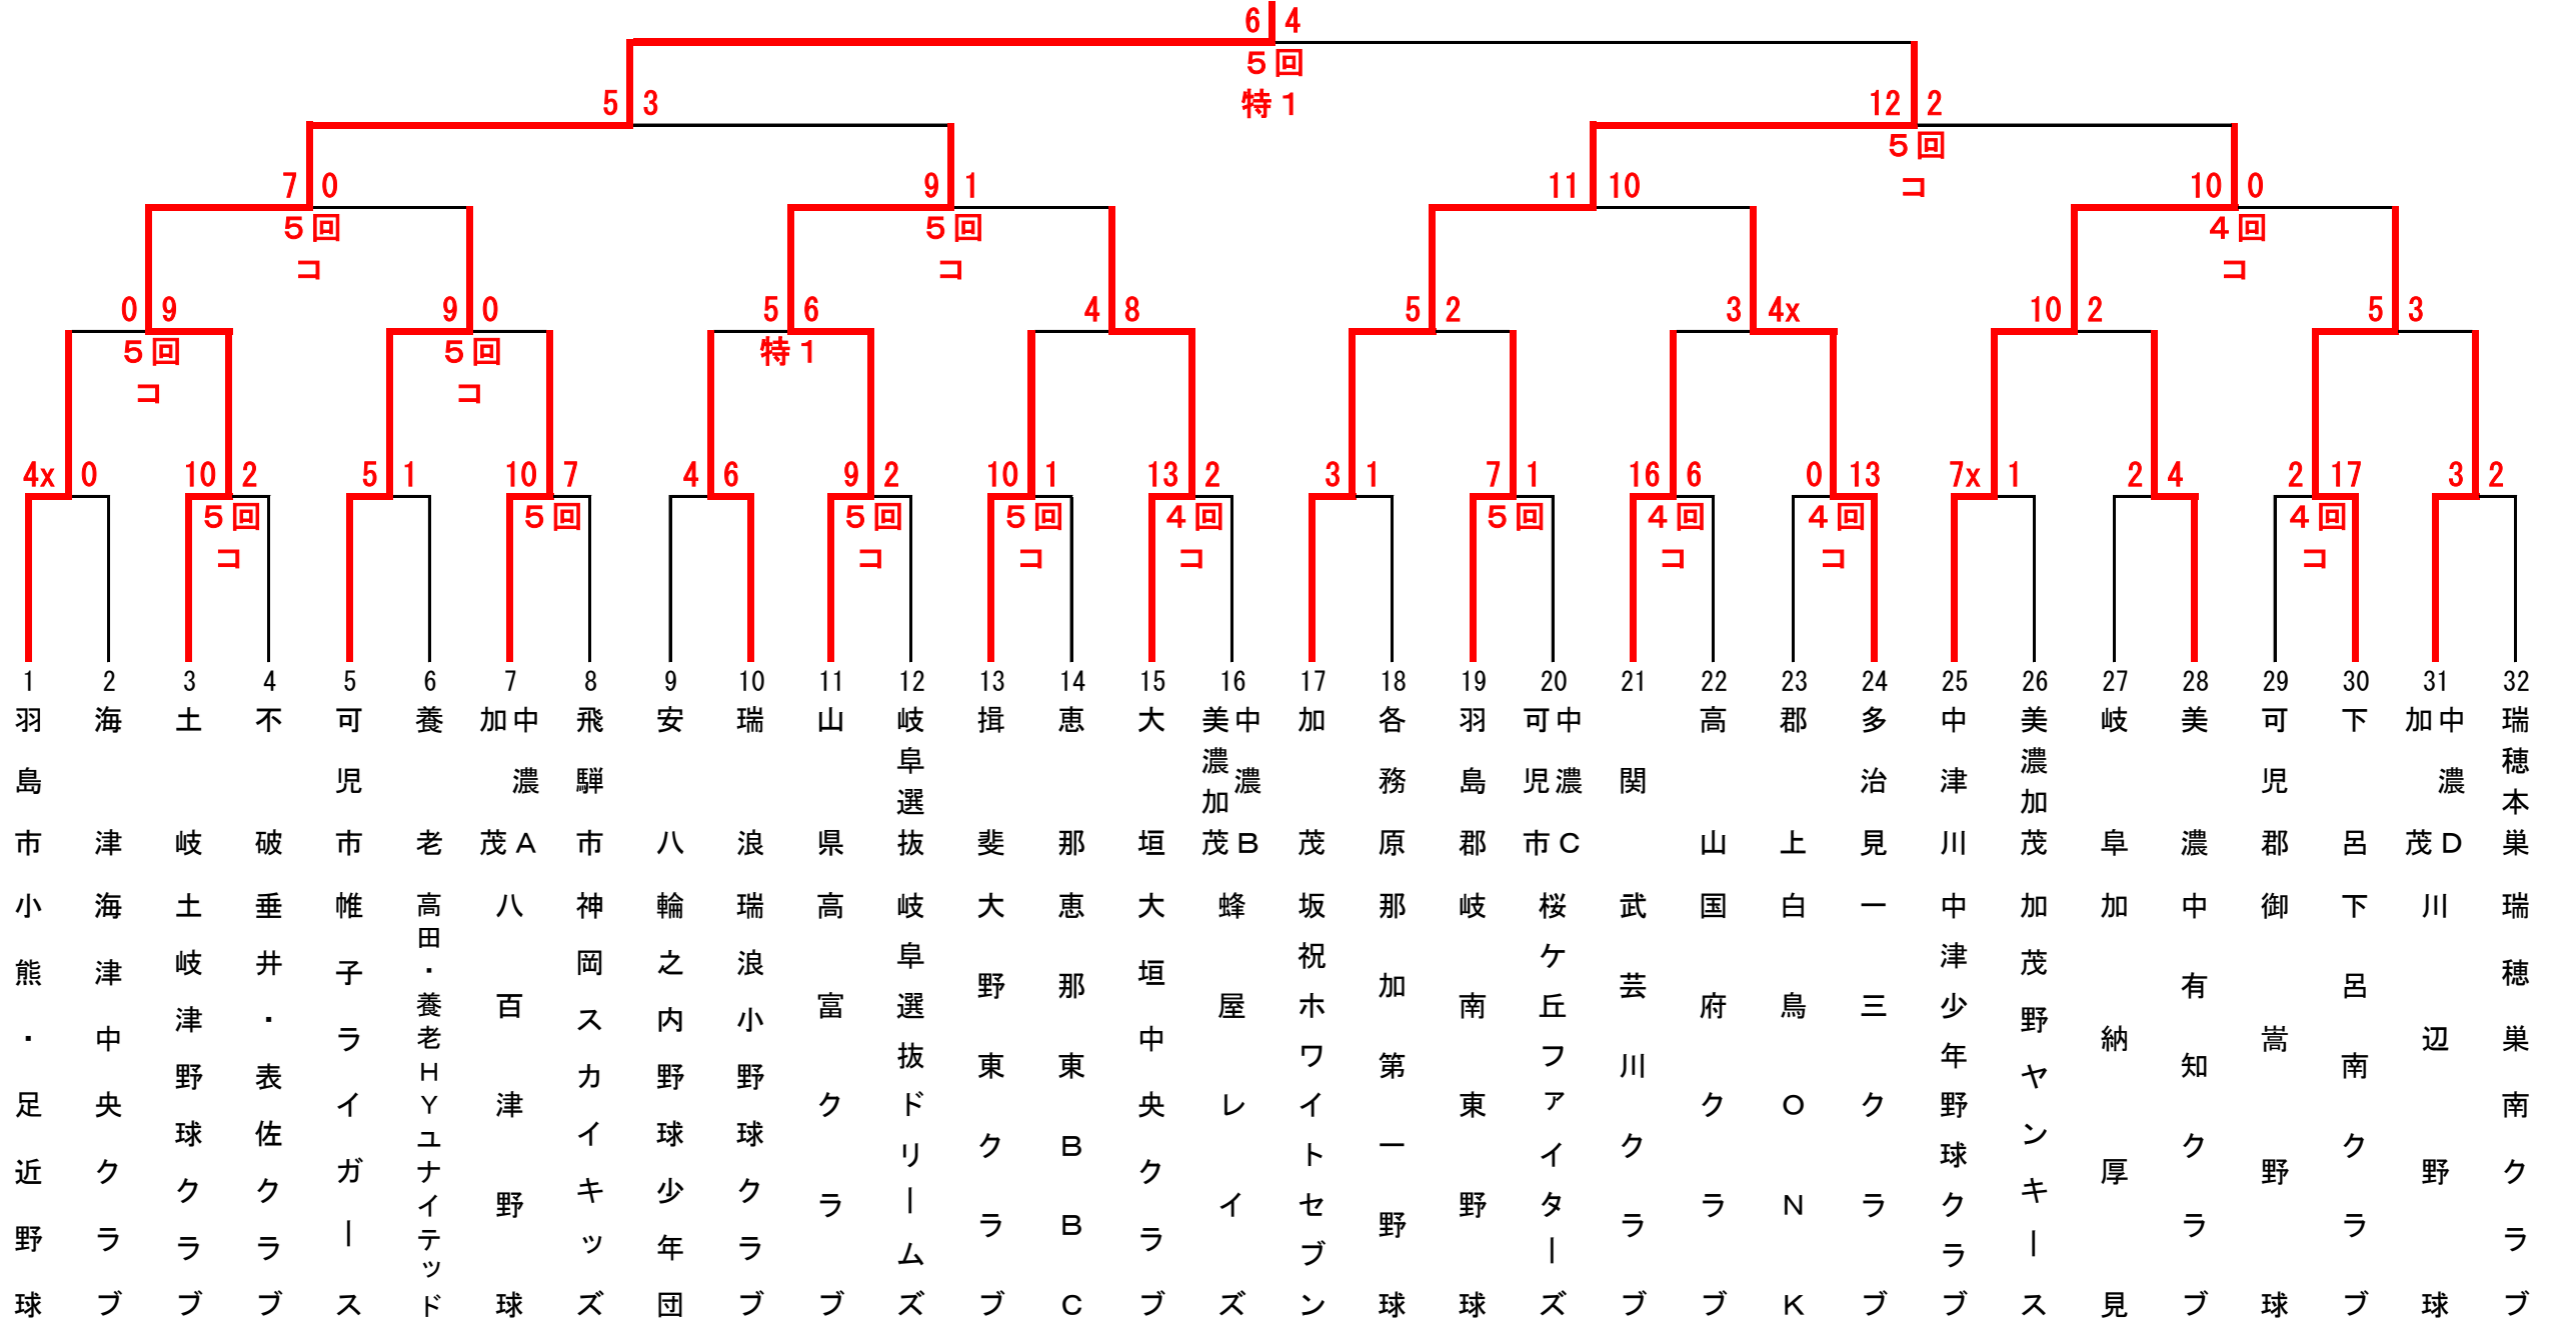 6 4
5回
特1
5 3
12 2
5回
コ
7 0
5回
コ
9 1
5回
コ
11 10
10 0
4回
コ
0 9
5回
コ
9 0
5回
コ
5 6
特1
4 8
5 2
3 4x
10 2
5 3
4x 0
10 2
5回
コ
5 1
10 7
5回
4 6
9 2
5回
コ
10 1
5回
コ
13 2
4回
コ
3 1
7 1
5回
16 6
4回
コ
0 13
4回
コ
7x 1
2 4
2 17
4回
コ
3 2
1 羽島市 小熊・足近野球
2 海津 海津中央クラブ
3 土岐 土岐津野球クラブ
4 不破 垂井・表佐クラブ
5 可児市 帷子ライガース
6 養老 高田・養老HYユナイテッド
7 中濃A 加茂 八百津野球
8 飛騨市 神岡スカイキッズ
9 安八 輪之内野球少年団
10 瑞浪 瑞浪小野球クラブ
11 山県 高富クラブ
12 岐阜選抜 岐阜選抜ドリームズ
13 揖斐 大野東クラブ
14 恵那 恵那東BBC
15 大垣 大垣中央クラブ
16 中濃B 美濃加茂 蜂屋レイズ
17 加茂 坂祝ホワイトセブン
18 各務原 那加第一野球
19 羽島郡 岐南東野球
20 中濃C 可児市 桜ケ丘ファイターズ
21 関 武芸川クラブ
22 高山 国府クラブ
23 郡上 白鳥ONK
24 多治見 一三クラブ
25 中津川 中津少年野球クラブ
26 美濃加茂 加茂野ヤンキース
27 岐阜 加納厚見
28 美濃 中有知クラブ
29 可児郡 御嵩野球
30 下呂 下呂南クラブ
31 中濃D 加茂 川辺野球
32 瑞穂本巣 瑞穂巣南クラブ